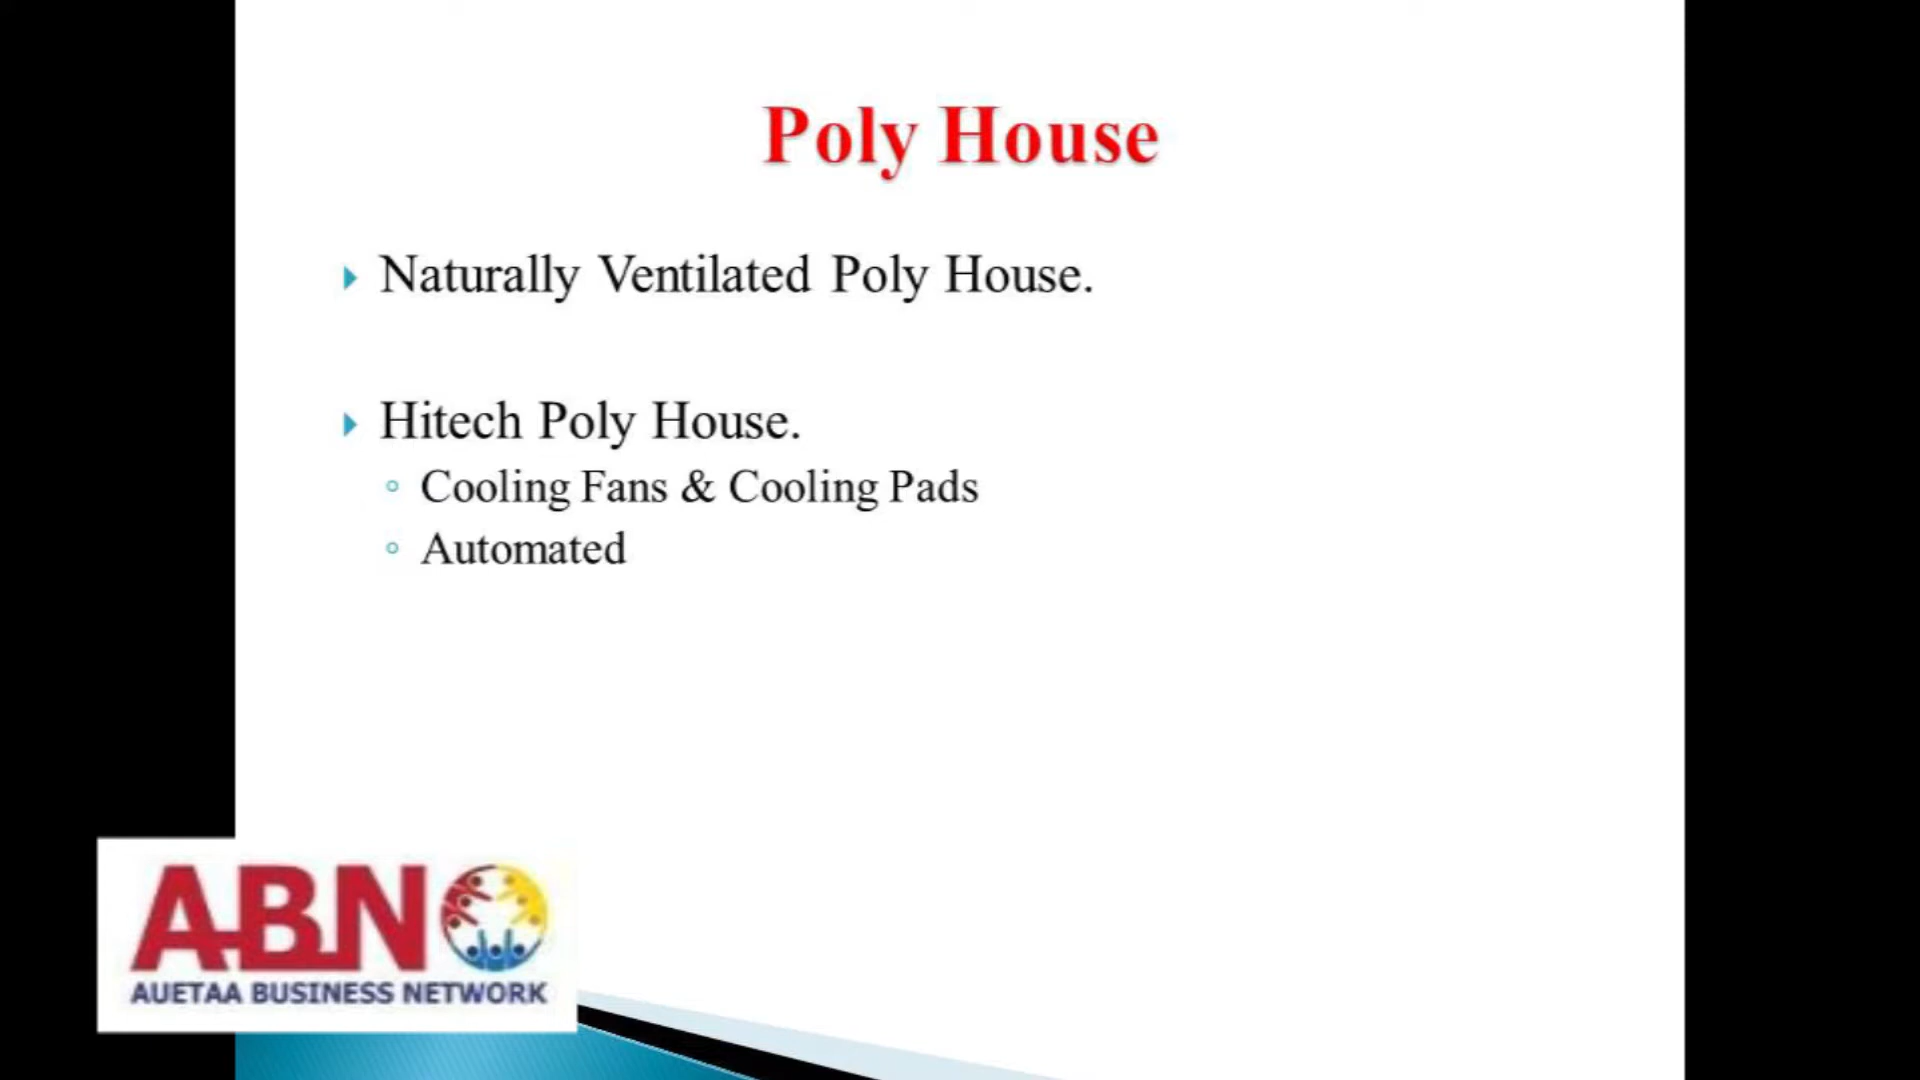 Poly House
Naturally Ventilated Poly House.
Hitech Poly House.
Cooling Fans & Cooling Pads
Automated
ABN
AUETAA BUSINESS NETWORK